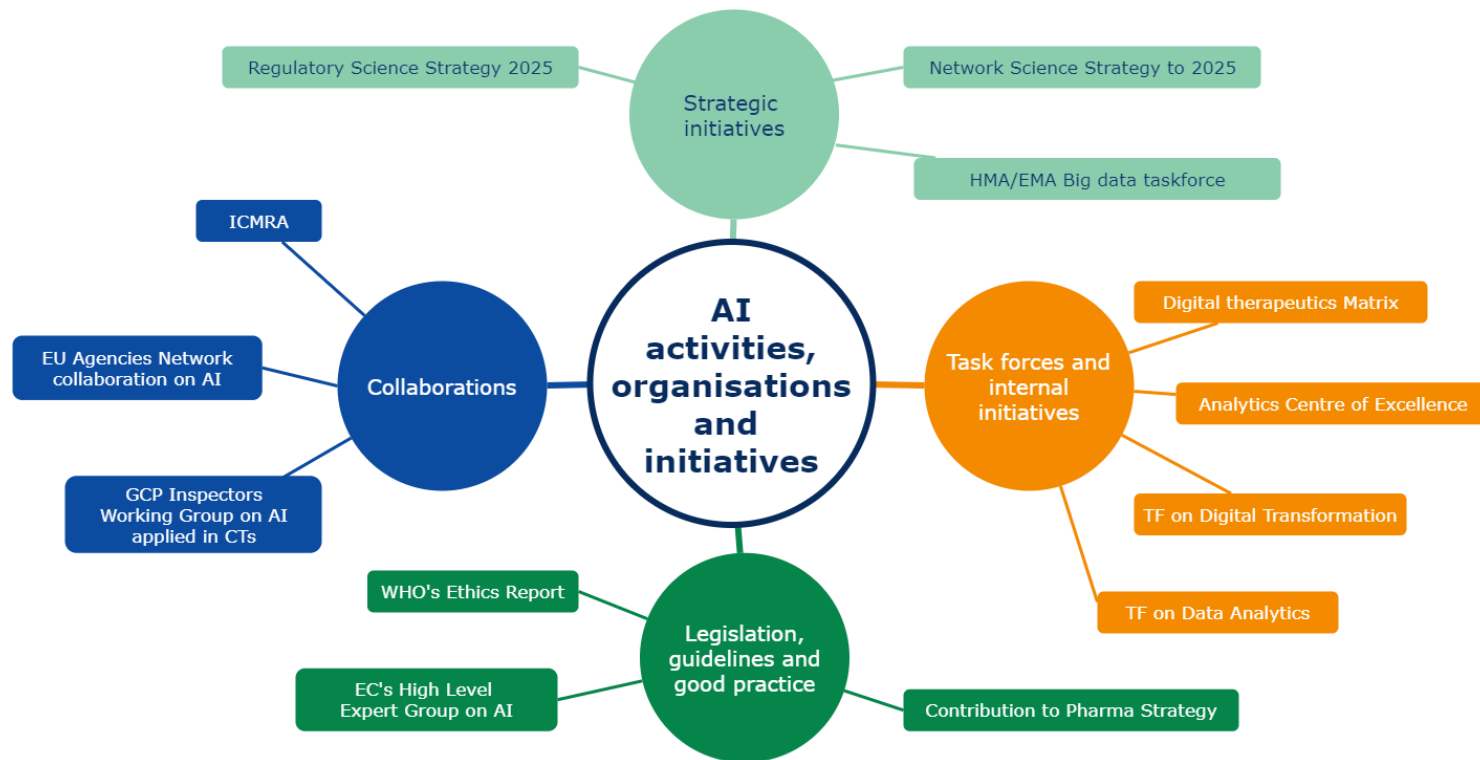 Regulatory Science Strategy 2025
Strategic
initiatives
Network Science Strategy to 2025
HMA/EMA Big data taskforce
ICMRA
EU Agencies Network
collaboration on AI
Collaborations
GCP Inspectors
Working Group on AI
applied in CTs
AI
activities,
organisations
and
initiatives
Task forces and
internal
initiatives
Digital therapeutics Matrix
Analytics Centre of Excellence
TF on Digital Transformation
TF on Data Analytics
WHO's Ethics Report
EC's High Level
Expert Group on AI
Legislation,
guidelines and
good practice
Contribution to Pharma Strategy